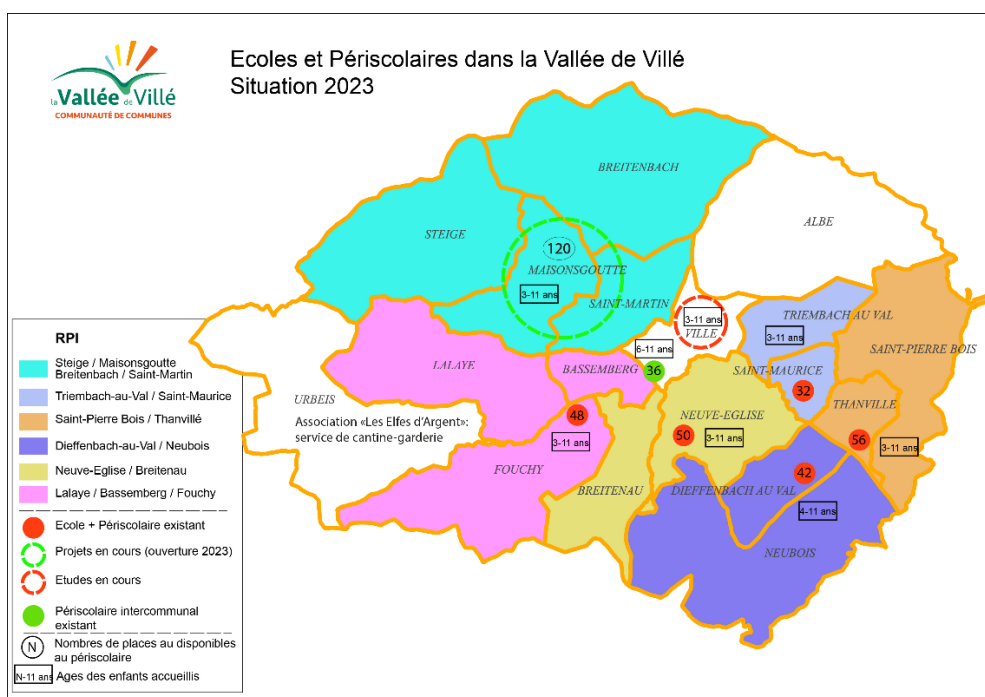 la Vallée de Villé
COMMUNAUTÉ DE COMMUNES
Ecoles et Périscolaires dans la Vallée de Villé
Situation 2023
BREITENBACH
ALBE
STEIGE
120
MAISONSGOUTTE
3-11 ans
SAINT-MARTIN
3-11 ans
VILLE
TRIEMBACH AU VAL
3-11 ans
SAINT-PIERRE BOIS
6-11 ans
LALAYE
BASSEMBERG
36
SAINT-MAURICE
32
THANVILLE
URBEIS
Association «Les Elfes d'Argent»:
service de cantine-garderie
48
3-11 ans
NEUVE-EGLISE
50
3-11 ans
56
3-11 ans
FOUCHY
BREITENAU
DIEFFENBACH AU VAL
42
4-11 ans
NEUBOIS
RPI
Steige / Maisonsgoutte
Breitenbach / Saint-Martin
Triembach-au-Val / Saint-Maurice
Saint-Pierre Bois / Thanvillé
Dieffenbach-au-Val / Neubois
Neuve-Eglise / Breitenau
Lalaye / Bassemberg / Fouchy
Ecole + Périscolaire existant
Projets en cours (ouverture 2023)
Etudes en cours
Périscolaire intercommunal
existant
N Nombres de places au disponibles
au périscolaire
N-11 ans Ages des enfants accueillis